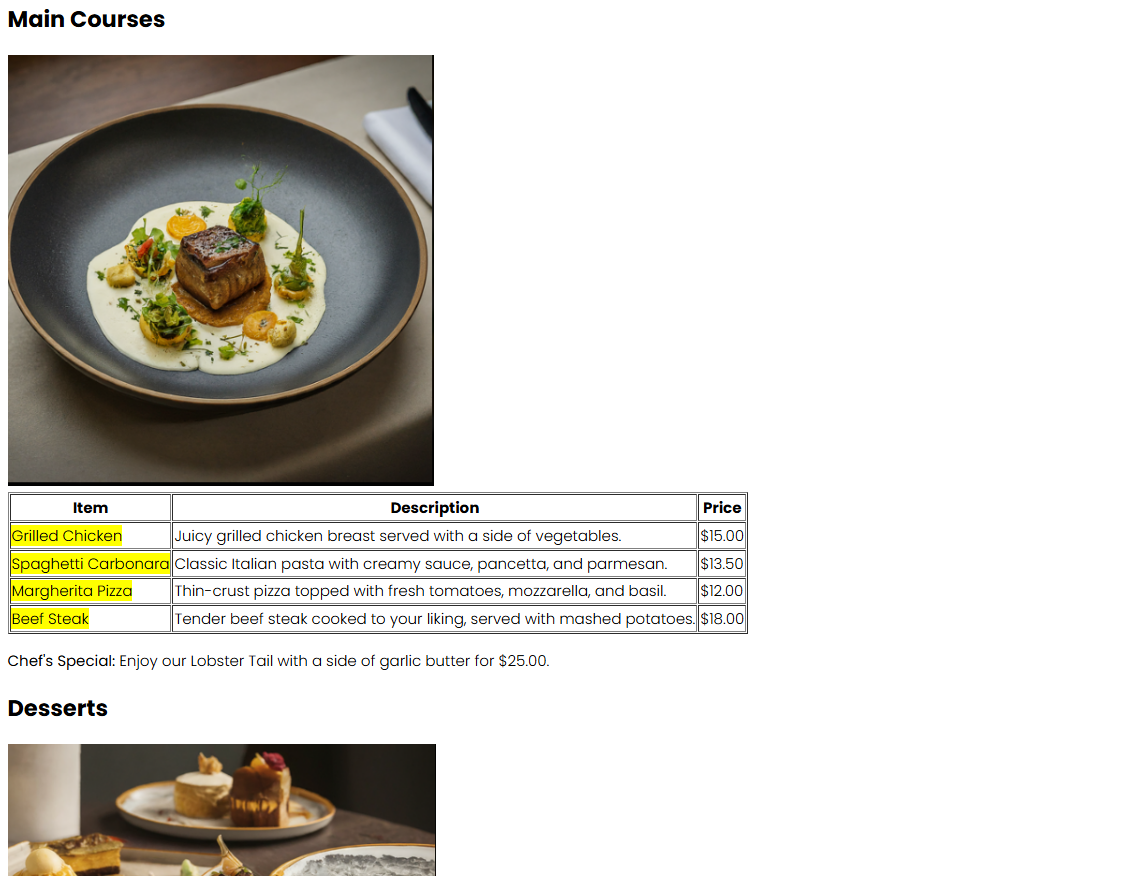 Main Courses
Item Description Price
Grilled Chicken Juicy grilled chicken breast served with a side of vegetables. $15.00
Spaghetti Carbonara Classic Italian pasta with creamy sauce, pancetta, and parmesan. $13.50
Margherita Pizza Thin-crust pizza topped with fresh tomatoes, mozzarella, and basil. $12.00
Beef Steak Tender beef steak cooked to your liking, served with mashed potatoes. $18.00
Chef's Special: Enjoy our Lobster Tail with a side of garlic butter for $25.00.
Desserts